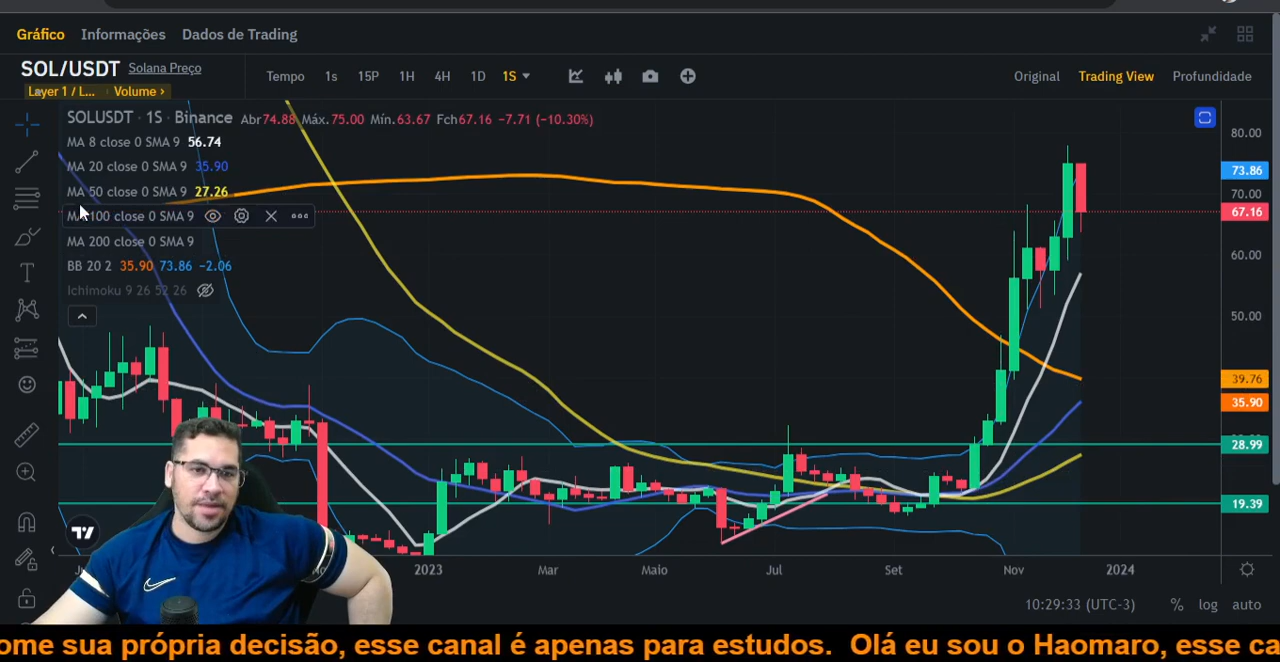 Gráfico Informações Dados de Trading
SOL/USDT Solana Preço
Layer 1 / L... Volume ›
Tempo 1s 15P 1H 4H 1D 1S
Original Trading View Profundidade
SOLUSDT · 1S · Binance Abr74.88 Máx.75.00 Mín.63.67 Fch67.16 −7.71 (−10.30%)
MA 8 close 0 SMA 9 56.74
MA 20 close 0 SMA 9 35.90
MA 50 close 0 SMA 9 27.26
MA 100 close 0 SMA 9
MA 200 close 0 SMA 9
BB 20 2 35.90 73.86 −2.06
Ichimoku 9 26 52 26
80.00
73.86
70.00
67.16
60.00
50.00
39.76
35.90
28.99
19.39
2023 Mar Maio Jul Set Nov 2024
10:29:33 (UTC-3) % log auto
ome sua própria decisão, esse canal é apenas para estudos. Olá eu sou o Haomaro, esse ca